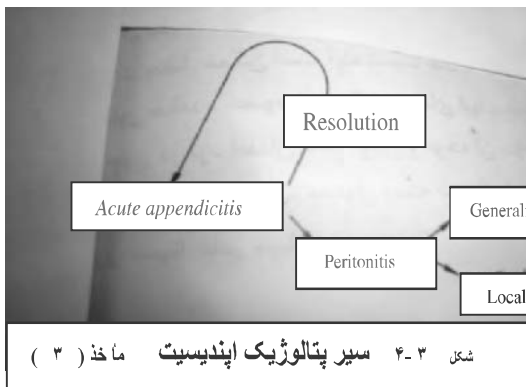 Resolution
Acute appendicitis
General
Peritonitis
Local
شکل ۳-۴ سیر پتالوژیک اپندیسیت مأخذ ( ۳ )